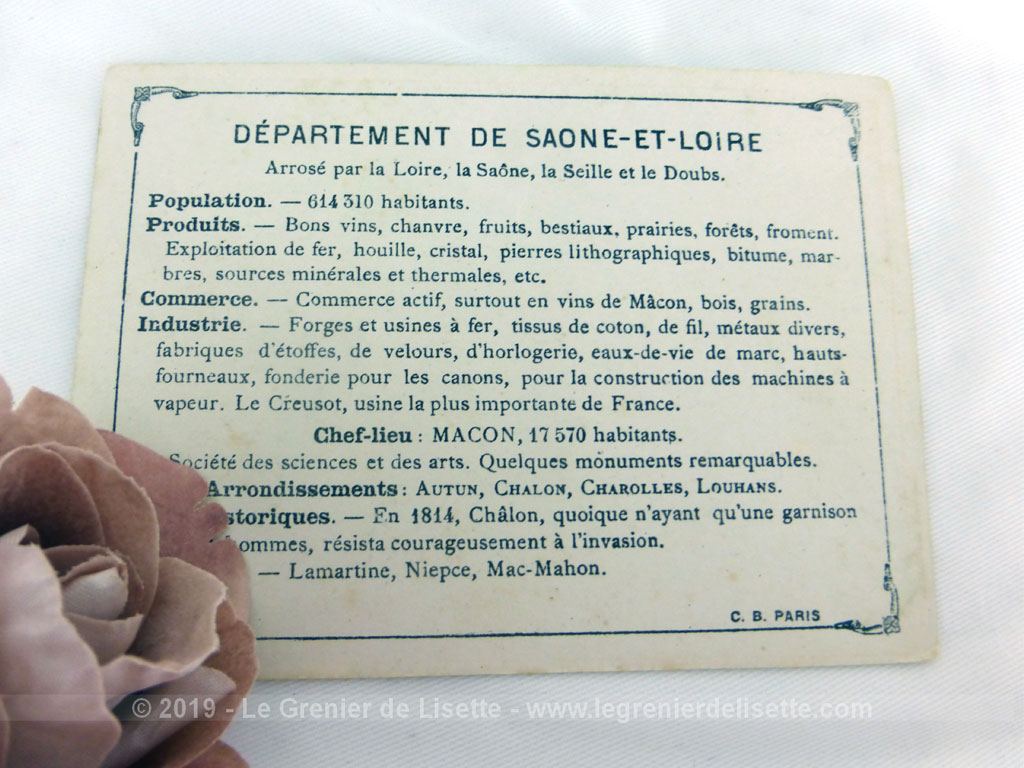 DÉPARTEMENT DE SAONE-ET-LOIRE
Arrosé par la Loire, la Saône, la Seille et le Doubs.
Population. — 614 310 habitants.
Produits. — Bons vins, chanvre, fruits, bestiaux, prairies, forêts, froment.
Exploitation de fer, houille, cristal, pierres lithographiques, bitume, mar-
bres, sources minérales et thermales, etc.
Commerce. — Commerce actif, surtout en vins de Mâcon, bois, grains.
Industrie. — Forges et usines à fer, tissus de coton, de fil, métaux divers,
fabriques d'étoffes, de velours, d'horlogerie, eaux-de-vie de marc, hauts-
fourneaux, fonderie pour les canons, pour la construction des machines à
vapeur. Le Creusot, usine la plus importante de France.
Chef-lieu : MACON, 17 570 habitants.
Société des sciences et des arts. Quelques monuments remarquables.
Arrondissements : AUTUN, CHALON, CHAROLLES, LOUHANS.
storiques. — En 1814, Châlon, quoique n'ayant qu'une garnison
hommes, résista courageusement à l'invasion.
— Lamartine, Niepce, Mac-Mahon.
C. B. PARIS
© 2019 - Le Grenier de Lisette - www.legrenierdelisette.com